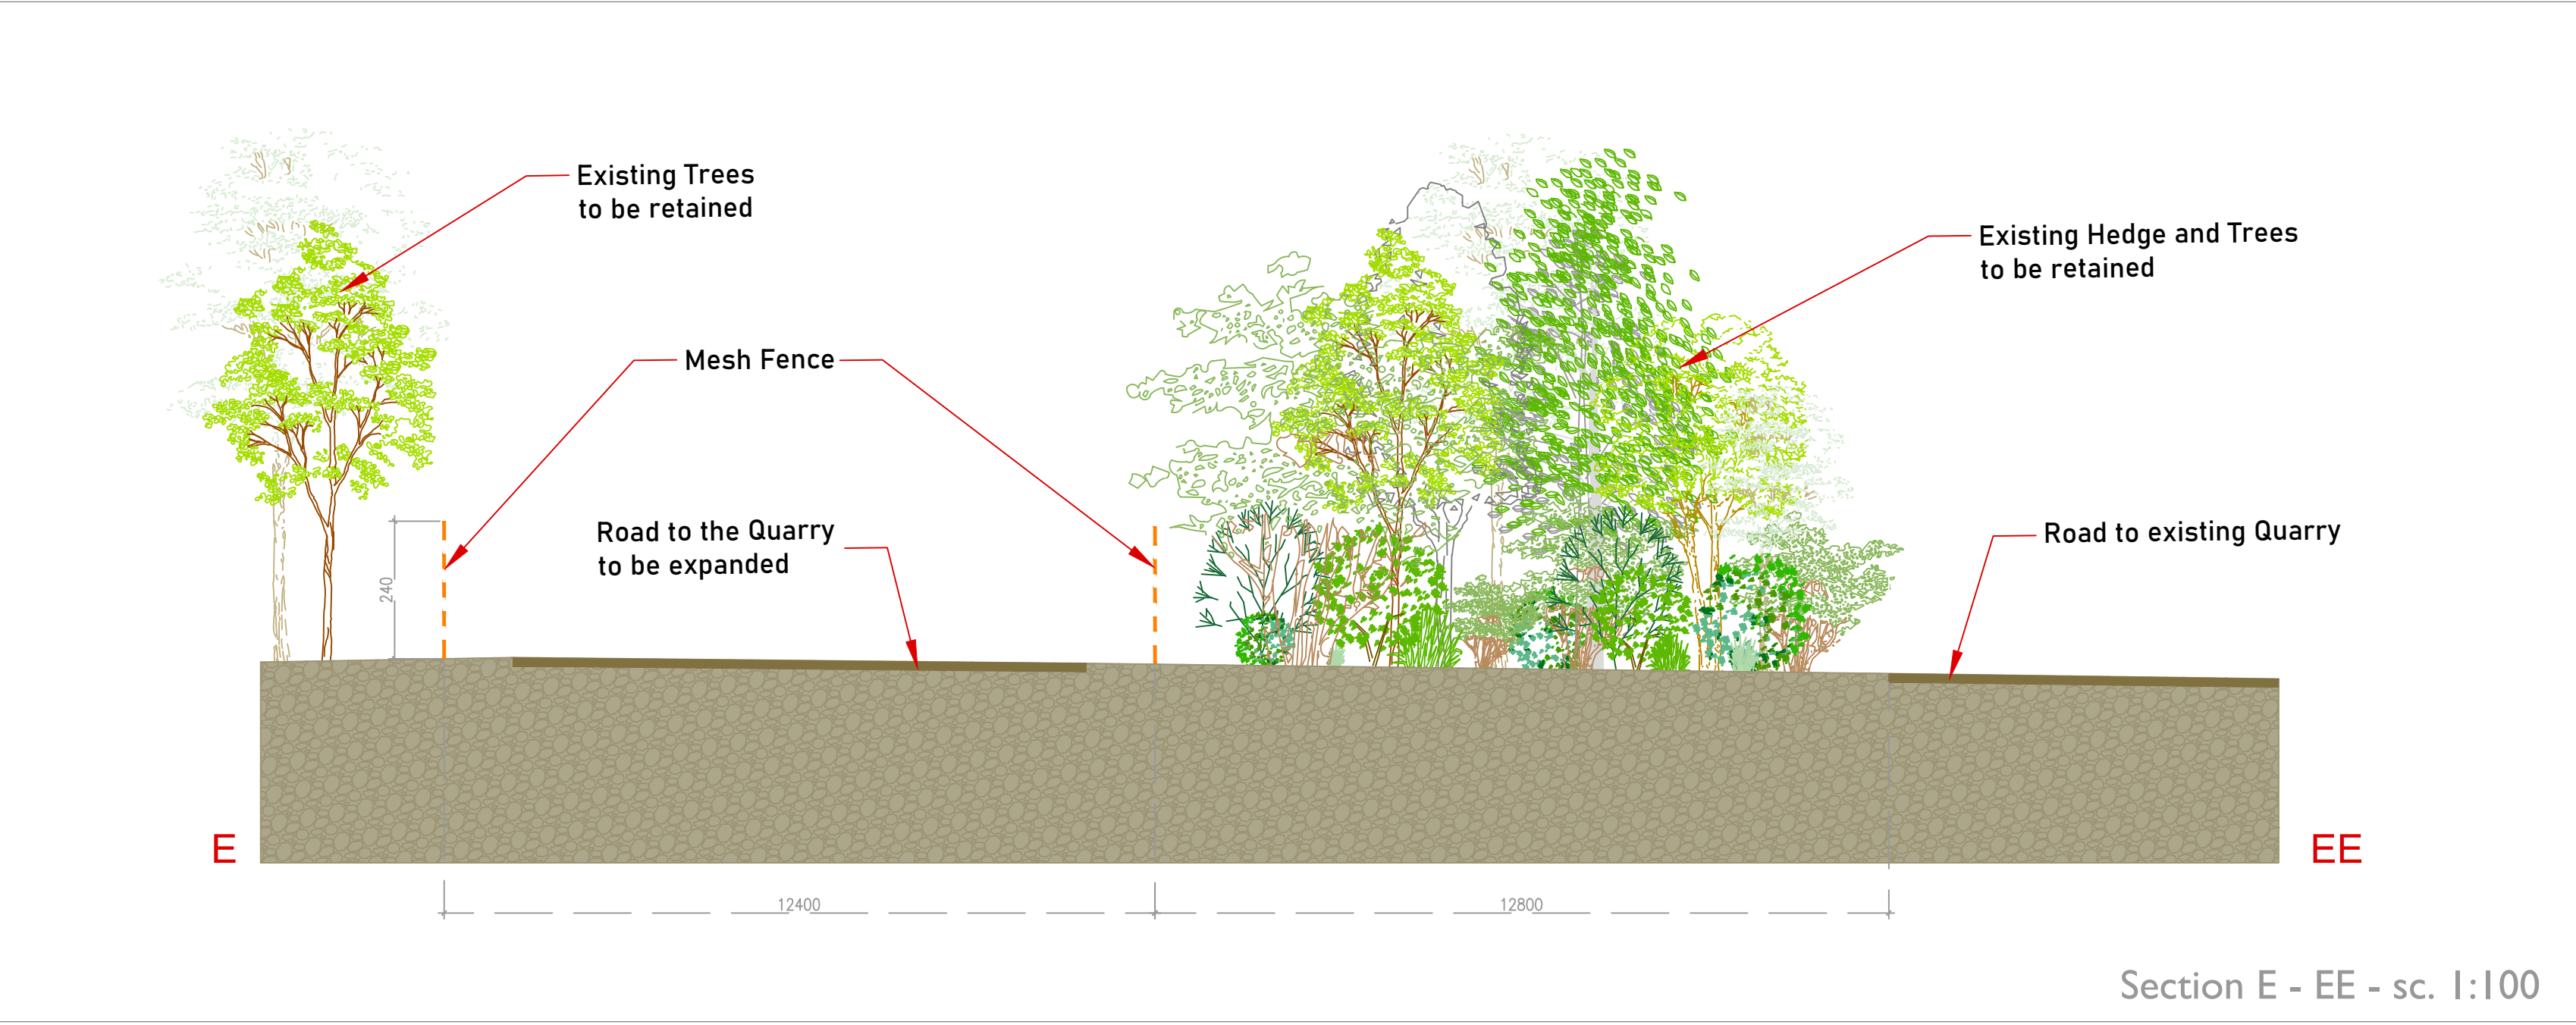 Existing Trees
to be retained
Existing Hedge and Trees
to be retained
Mesh Fence
Road to the Quarry
to be expanded
Road to existing Quarry
240
E
EE
12400
12800
Section E - EE - sc. 1:100